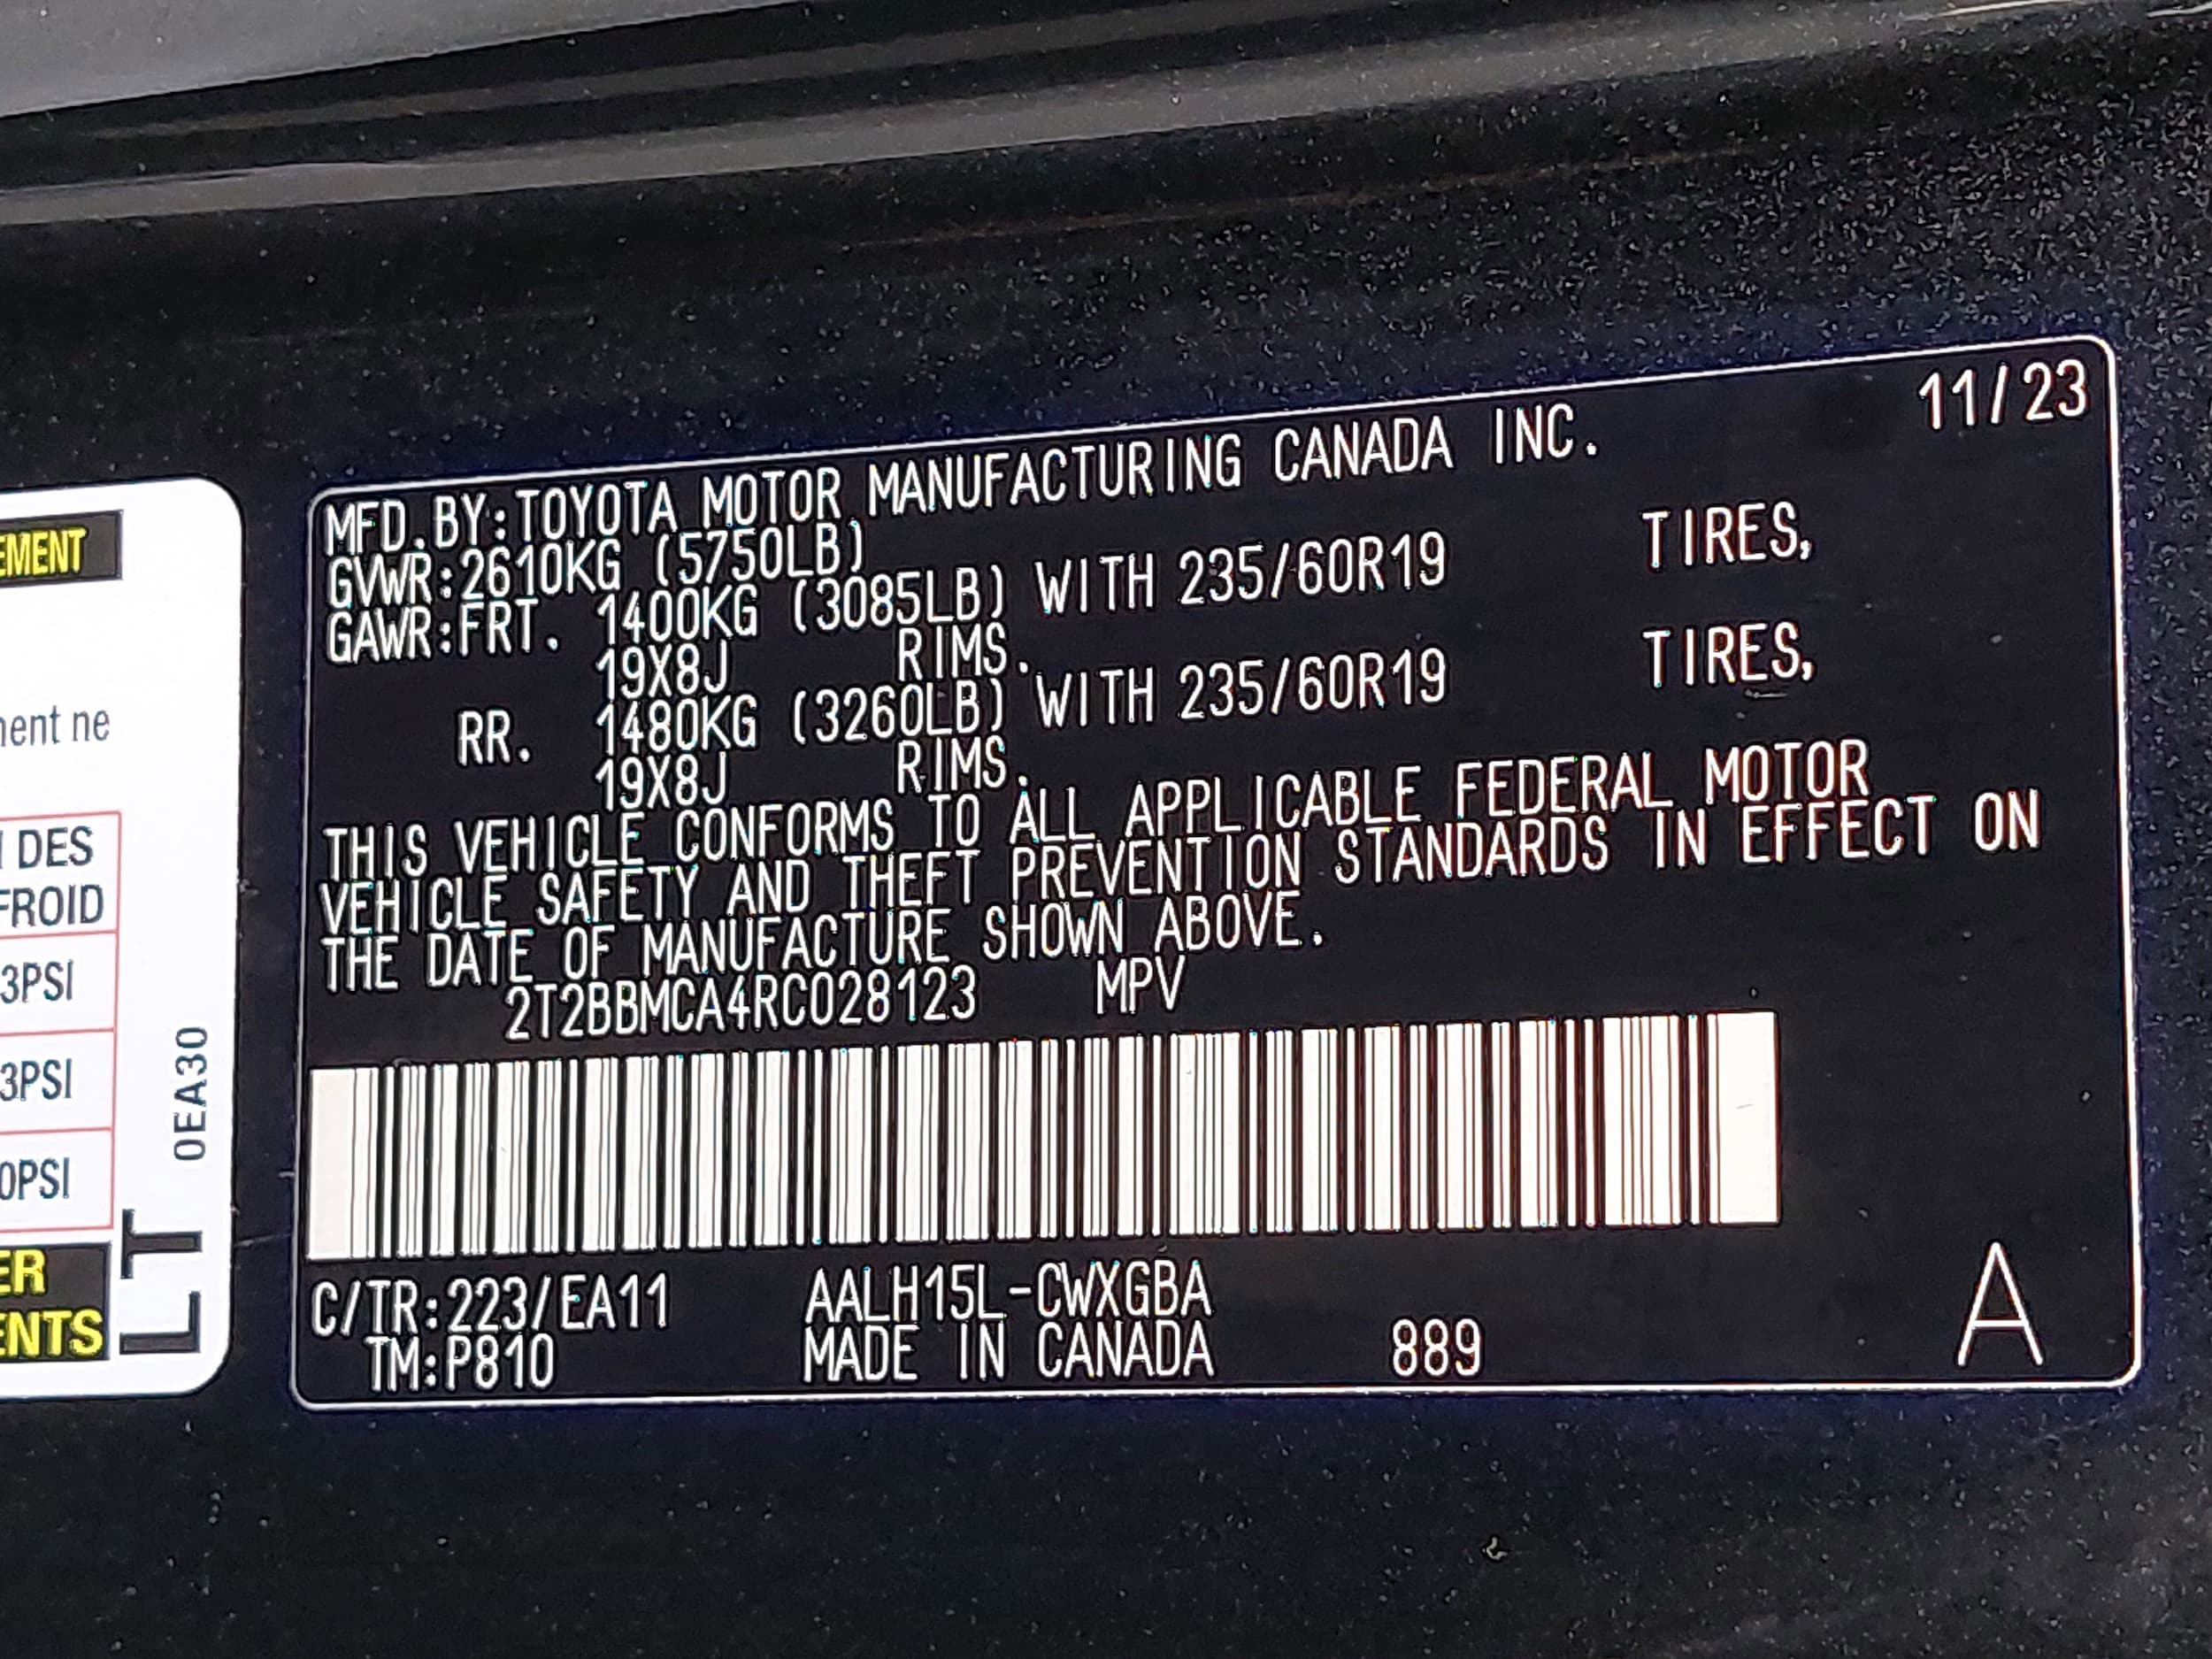 EMENT
ent ne
DES
FROID
3PSI
3PSI
0PSI
ER
ENTS
LT
0EA30
11/23
MFD.BY:TOYOTA MOTOR MANUFACTURING CANADA INC.
GVWR:2610KG (5750LB)
GAWR:FRT. 1400KG (3085LB) WITH 235/60R19 TIRES,
19X8J RIMS.
RR. 1480KG (3260LB) WITH 235/60R19 TIRES,
19X8J RIMS.
THIS VEHICLE CONFORMS TO ALL APPLICABLE FEDERAL MOTOR
VEHICLE SAFETY AND THEFT PREVENTION STANDARDS IN EFFECT ON
THE DATE OF MANUFACTURE SHOWN ABOVE.
2T2BBMCA4RC028123 MPV
C/TR:223/EA11 AALH15L-CWXGBA
TM:P810 MADE IN CANADA 889
A